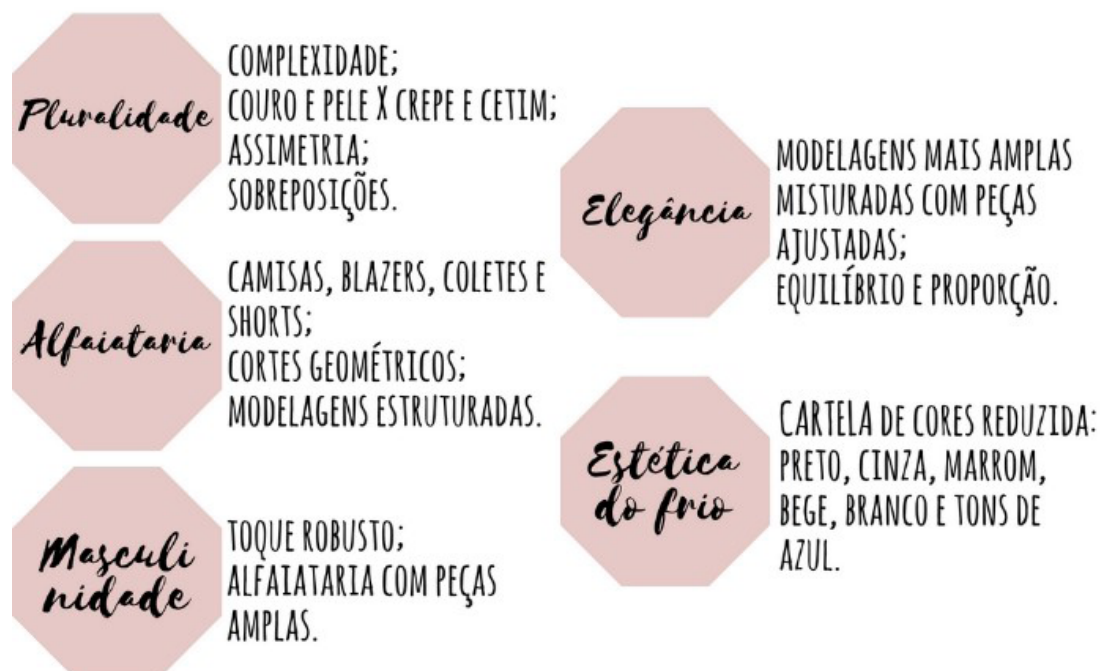 Pluralidade
COMPLEXIDADE;
COURO E PELE X CREPE E CETIM;
ASSIMETRIA;
SOBREPOSIÇÕES.
Alfaiataria
CAMISAS, BLAZERS, COLETES E
SHORTS;
CORTES GEOMÉTRICOS;
MODELAGENS ESTRUTURADAS.
Masculi
nidade
TOQUE ROBUSTO;
ALFAIATARIA COM PEÇAS
AMPLAS.
Elegância
MODELAGENS MAIS AMPLAS
MISTURADAS COM PEÇAS
AJUSTADAS;
EQUILÍBRIO E PROPORÇÃO.
Estética
do frio
CARTELA DE CORES REDUZIDA:
PRETO, CINZA, MARROM,
BEGE, BRANCO E TONS DE
AZUL.